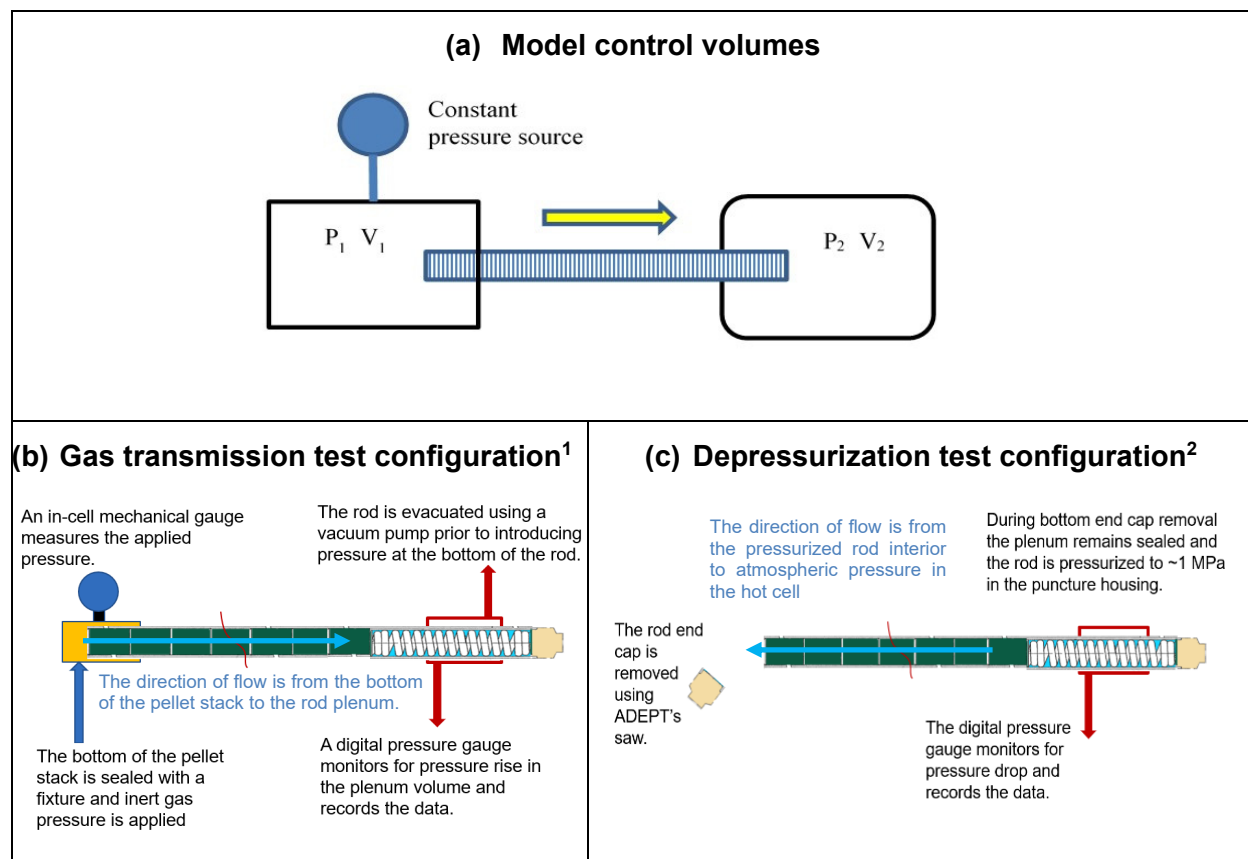 (a) Model control volumes
Constant
pressure source
P₁ V₁
P₂ V₂
(b) Gas transmission test configuration¹
An in-cell mechanical gauge
measures the applied
pressure.
The rod is evacuated using a
vacuum pump prior to introducing
pressure at the bottom of the rod.
The direction of flow is from the bottom
of the pellet stack to the rod plenum.
The bottom of the pellet
stack is sealed with a
fixture and inert gas
pressure is applied
A digital pressure gauge
monitors for pressure rise in
the plenum volume and
records the data.
(c) Depressurization test configuration²
The direction of flow is from
the pressurized rod interior
to atmospheric pressure in
the hot cell
During bottom end cap removal
the plenum remains sealed and
the rod is pressurized to ~1 MPa
in the puncture housing.
The rod end
cap is
removed
using
ADEPT's
saw.
The digital pressure
gauge monitors for
pressure drop and
records the data.